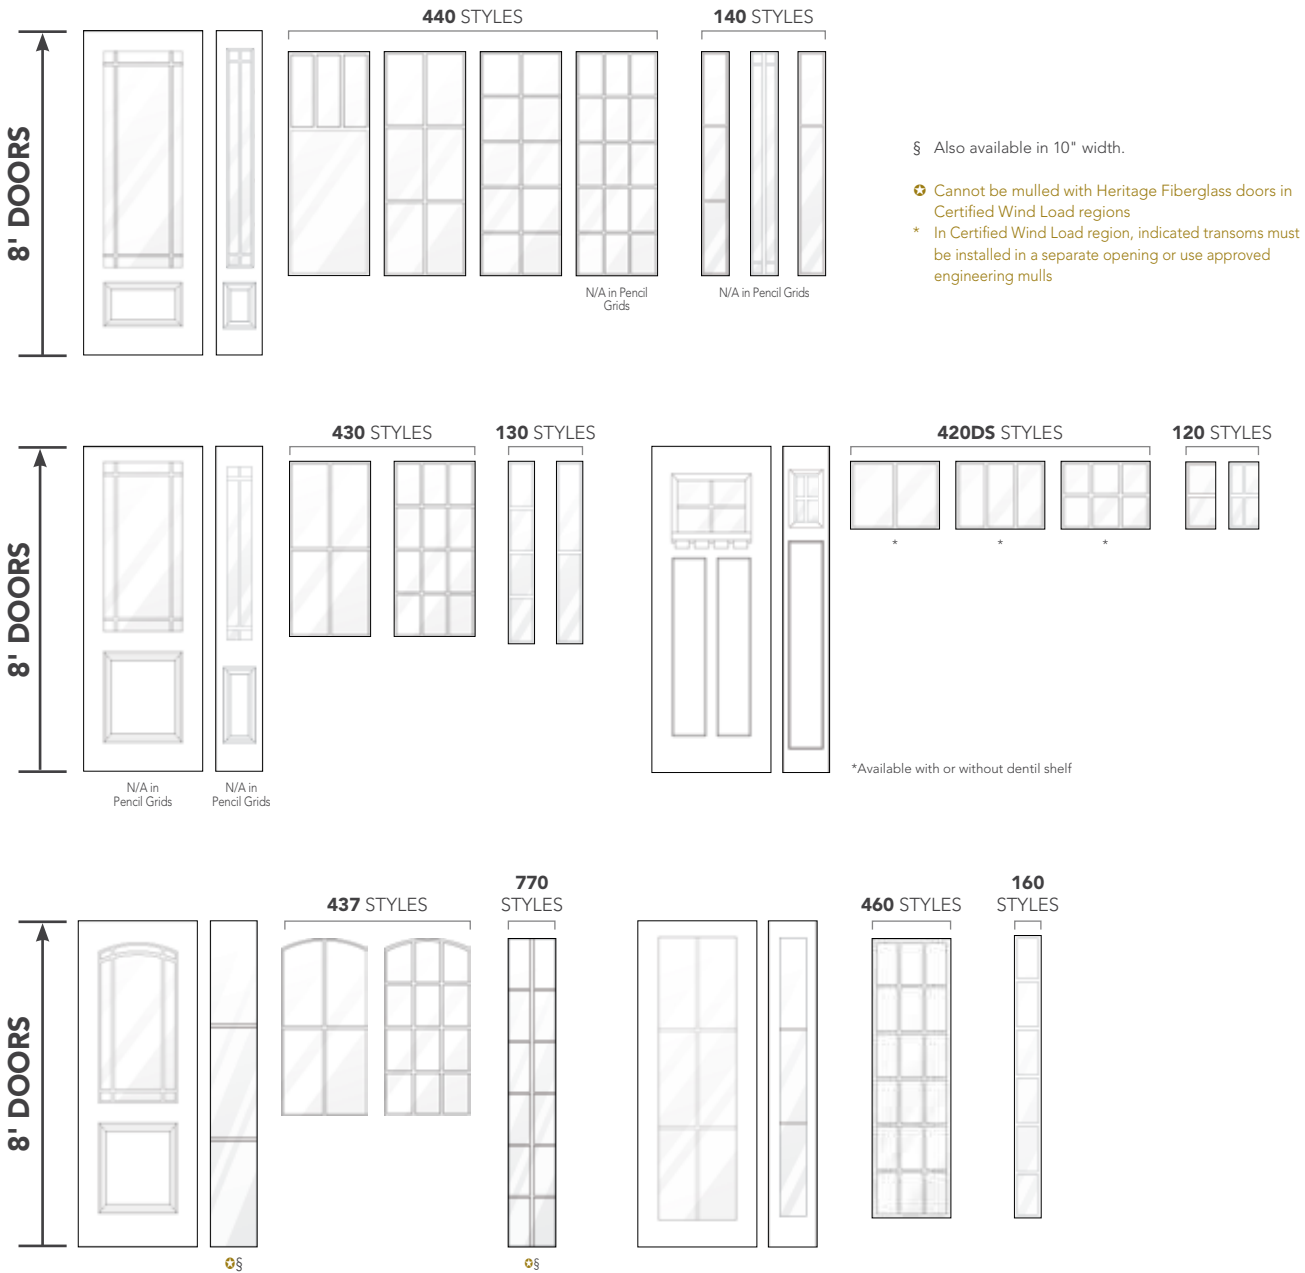 440 STYLES
140 STYLES
8' DOORS
N/A in Pencil
Grids
N/A in Pencil Grids
§ Also available in 10" width.
✪ Cannot be mulled with Heritage Fiberglass doors in
Certified Wind Load regions
* In Certified Wind Load region, indicated transoms must
be installed in a separate opening or use approved
engineering mulls
430 STYLES
130 STYLES
420DS STYLES
120 STYLES
8' DOORS
* * *
N/A in
Pencil Grids
N/A in
Pencil Grids
*Available with or without dentil shelf
437 STYLES
770
STYLES
460 STYLES
160
STYLES
8' DOORS
✪§
✪§